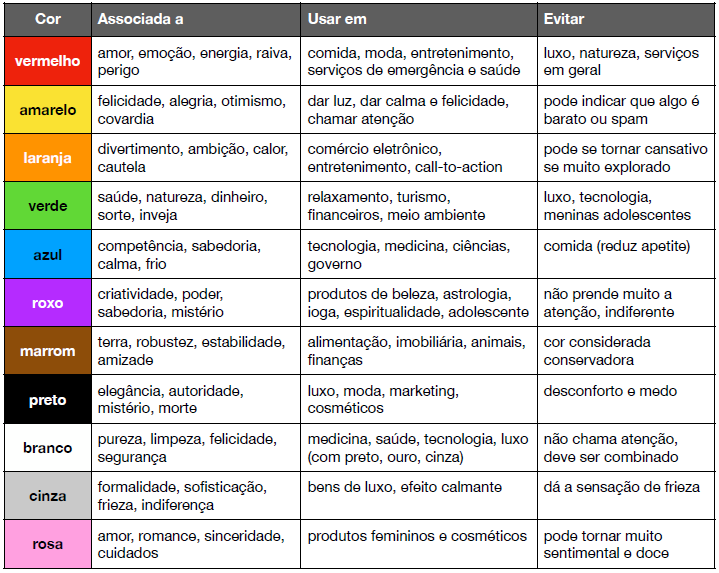 Cor Associada a Usar em Evitar
vermelho amor, emoção, energia, raiva, comida, moda, entretenimento, luxo, natureza, serviços
perigo serviços de emergência e saúde em geral
amarelo felicidade, alegria, otimismo, dar luz, dar calma e felicidade, pode indicar que algo é
covardia chamar atenção barato ou spam
laranja divertimento, ambição, calor, comércio eletrônico, pode se tornar cansativo
cautela entretenimento, call-to-action se muito explorado
verde saúde, natureza, dinheiro, relaxamento, turismo, luxo, tecnologia,
sorte, inveja financeiros, meio ambiente meninas adolescentes
azul competência, sabedoria, tecnologia, medicina, ciências, comida (reduz apetite)
calma, frio governo
roxo criatividade, poder, produtos de beleza, astrologia, não prende muito a
sabedoria, mistério ioga, espiritualidade, adolescente atenção, indiferente
marrom terra, robustez, estabilidade, alimentação, imobiliária, animais, cor considerada
amizade finanças conservadora
preto elegância, autoridade, luxo, moda, marketing, desconforto e medo
mistério, morte cosméticos
branco pureza, limpeza, felicidade, medicina, saúde, tecnologia, luxo não chama atenção,
segurança (com preto, ouro, cinza) deve ser combinado
cinza formalidade, sofisticação, bens de luxo, efeito calmante dá a sensação de frieza
frieza, indiferença
rosa amor, romance, sinceridade, produtos femininos e cosméticos pode tornar muito
cuidados sentimental e doce